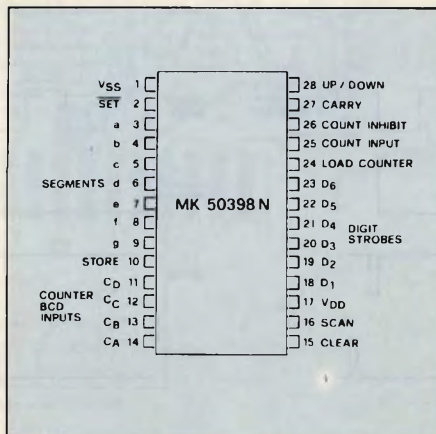 VSS 1
SET 2
a 3
b 4
c 5
SEGMENTS d 6
e 7
f 8
g 9
STORE 10
COUNTER BCD INPUTS
CD 11
CC 12
CB 13
CA 14
MK 50398 N
28 UP / DOWN
27 CARRY
26 COUNT INHIBIT
25 COUNT INPUT
24 LOAD COUNTER
23 D6
22 D5
21 D4
20 D3
19 D2
18 D1
DIGIT STROBES
17 VDD
16 SCAN
15 CLEAR